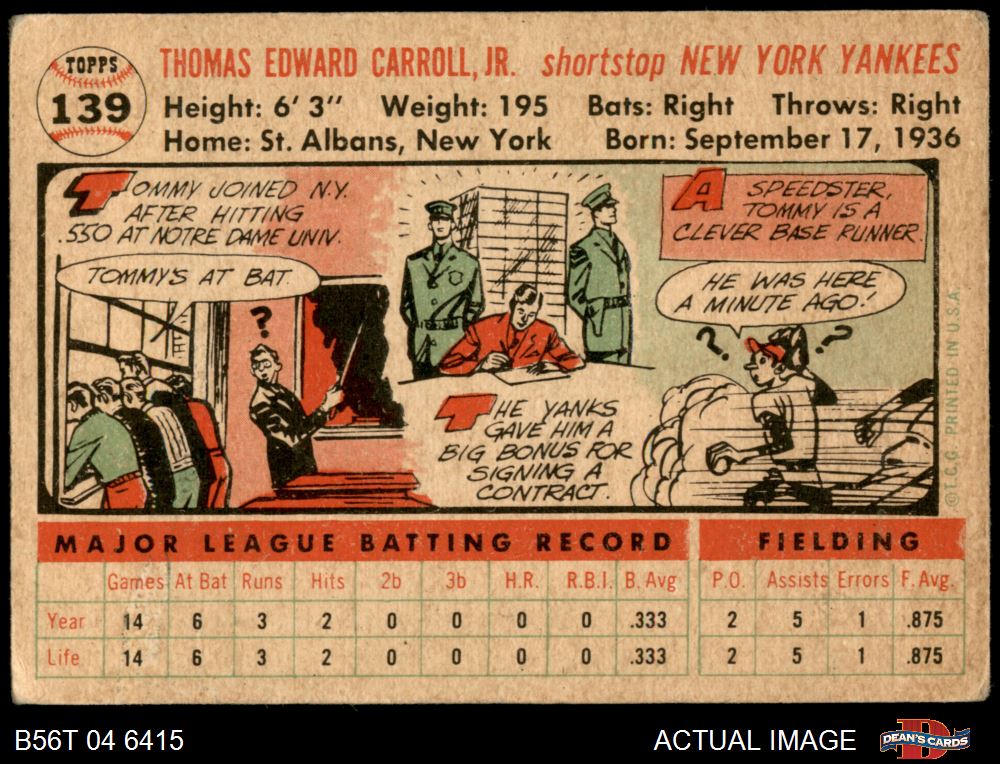 TOPPS
139
THOMAS EDWARD CARROLL, JR. shortstop NEW YORK YANKEES
Height: 6' 3" Weight: 195 Bats: Right Throws: Right
Home: St. Albans, New York Born: September 17, 1936
TOMMY JOINED N.Y.
AFTER HITTING
.550 AT NOTRE DAME UNIV.
TOMMY'S AT BAT.
?
THE YANKS
GAVE HIM A
BIG BONUS FOR
SIGNING A
CONTRACT.
A SPEEDSTER,
TOMMY IS A
CLEVER BASE RUNNER.
HE WAS HERE
A MINUTE AGO!
? ?
© T.C.G. PRINTED IN U.S.A.
MAJOR LEAGUE BATTING RECORD FIELDING
Games At Bat Runs Hits 2b 3b H.R. R.B.I. B. Avg P.O. Assists Errors F. Avg.
Year 14 6 3 2 0 0 0 0 .333 2 5 1 .875
Life 14 6 3 2 0 0 0 0 .333 2 5 1 .875
B56T 04 6415 ACTUAL IMAGE DEAN'S CARDS